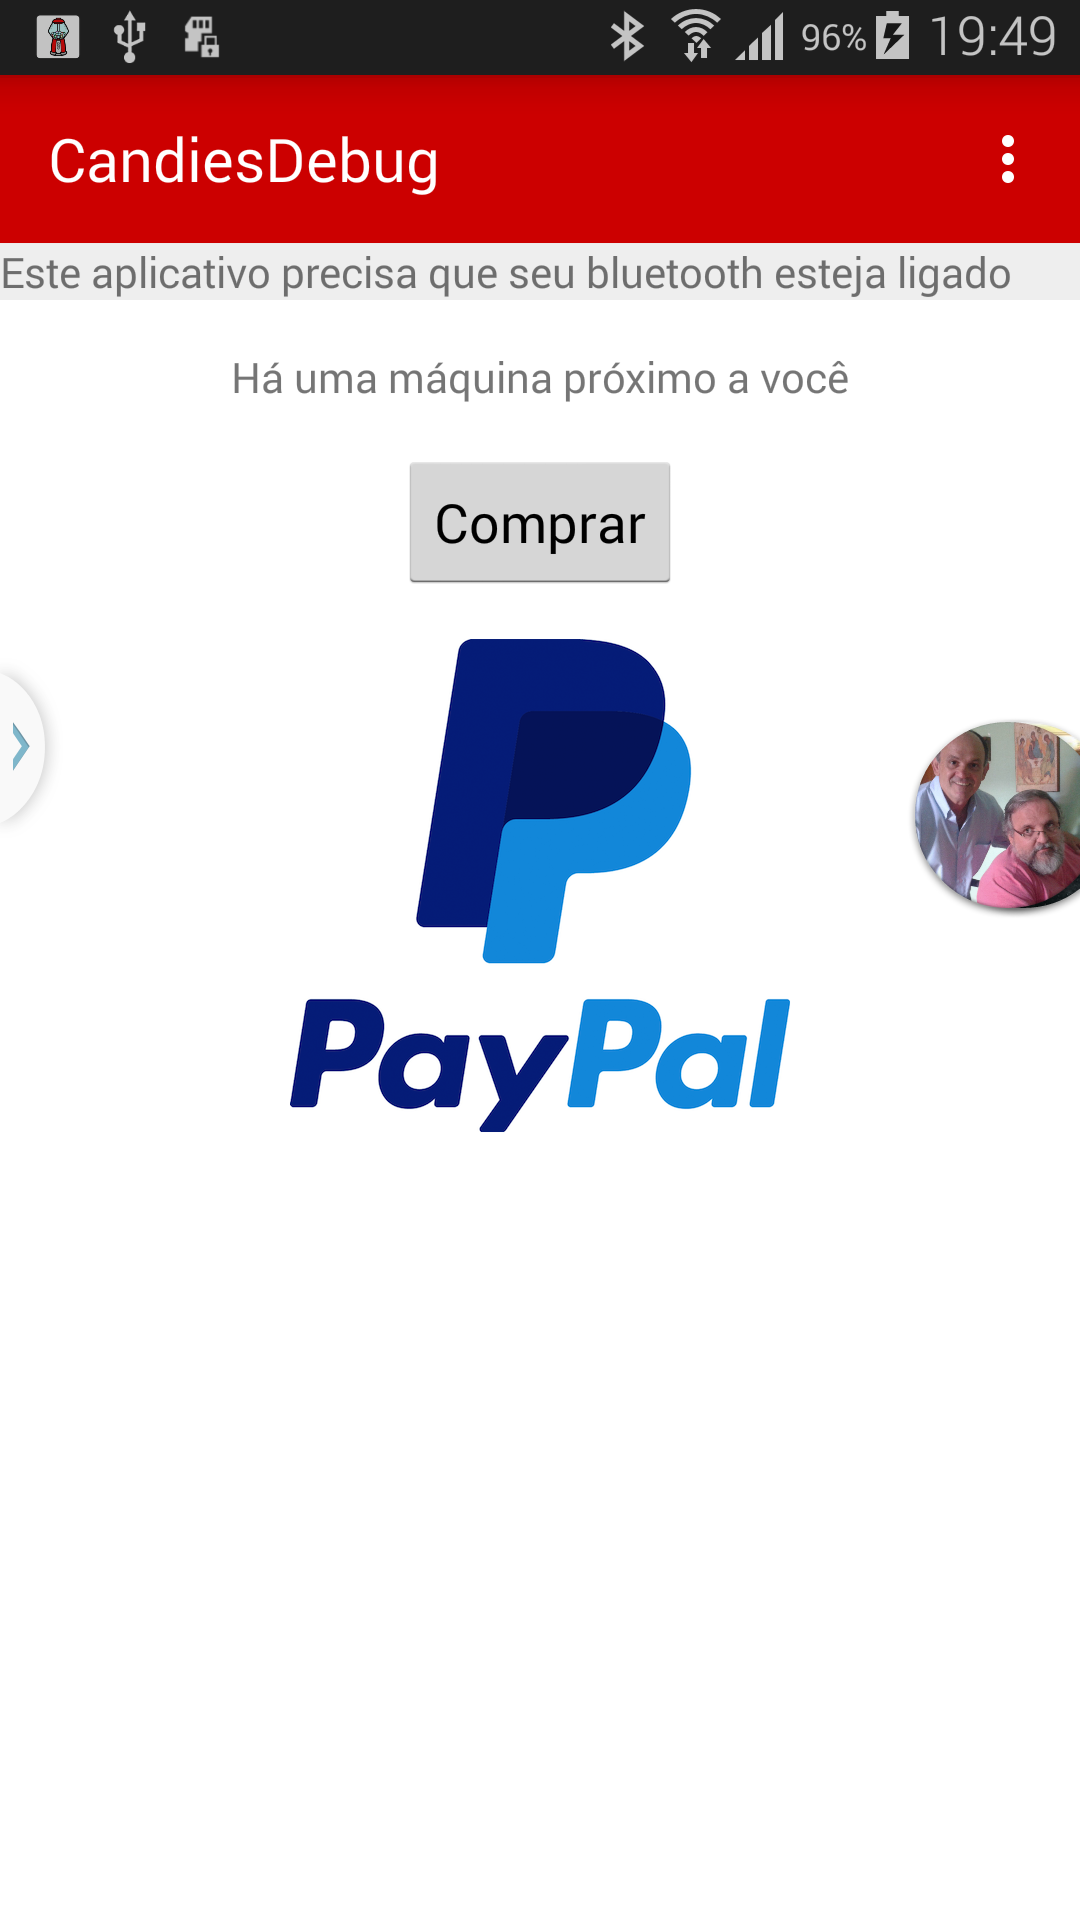 96% 19:49
CandiesDebug
Este aplicativo precisa que seu bluetooth esteja ligado
Há uma máquina próximo a você
Comprar
PayPal